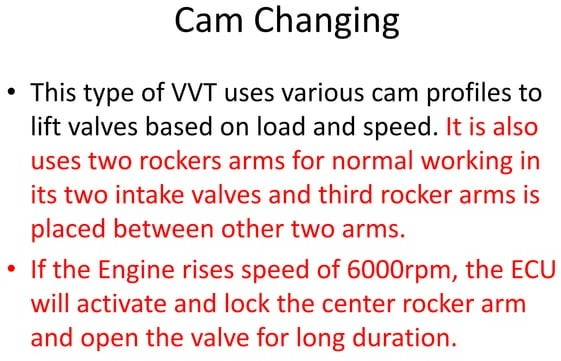 Cam Changing
• This type of VVT uses various cam profiles to
lift valves based on load and speed. It is also
uses two rockers arms for normal working in
its two intake valves and third rocker arms is
placed between other two arms.
• If the Engine rises speed of 6000rpm, the ECU
will activate and lock the center rocker arm
and open the valve for long duration.